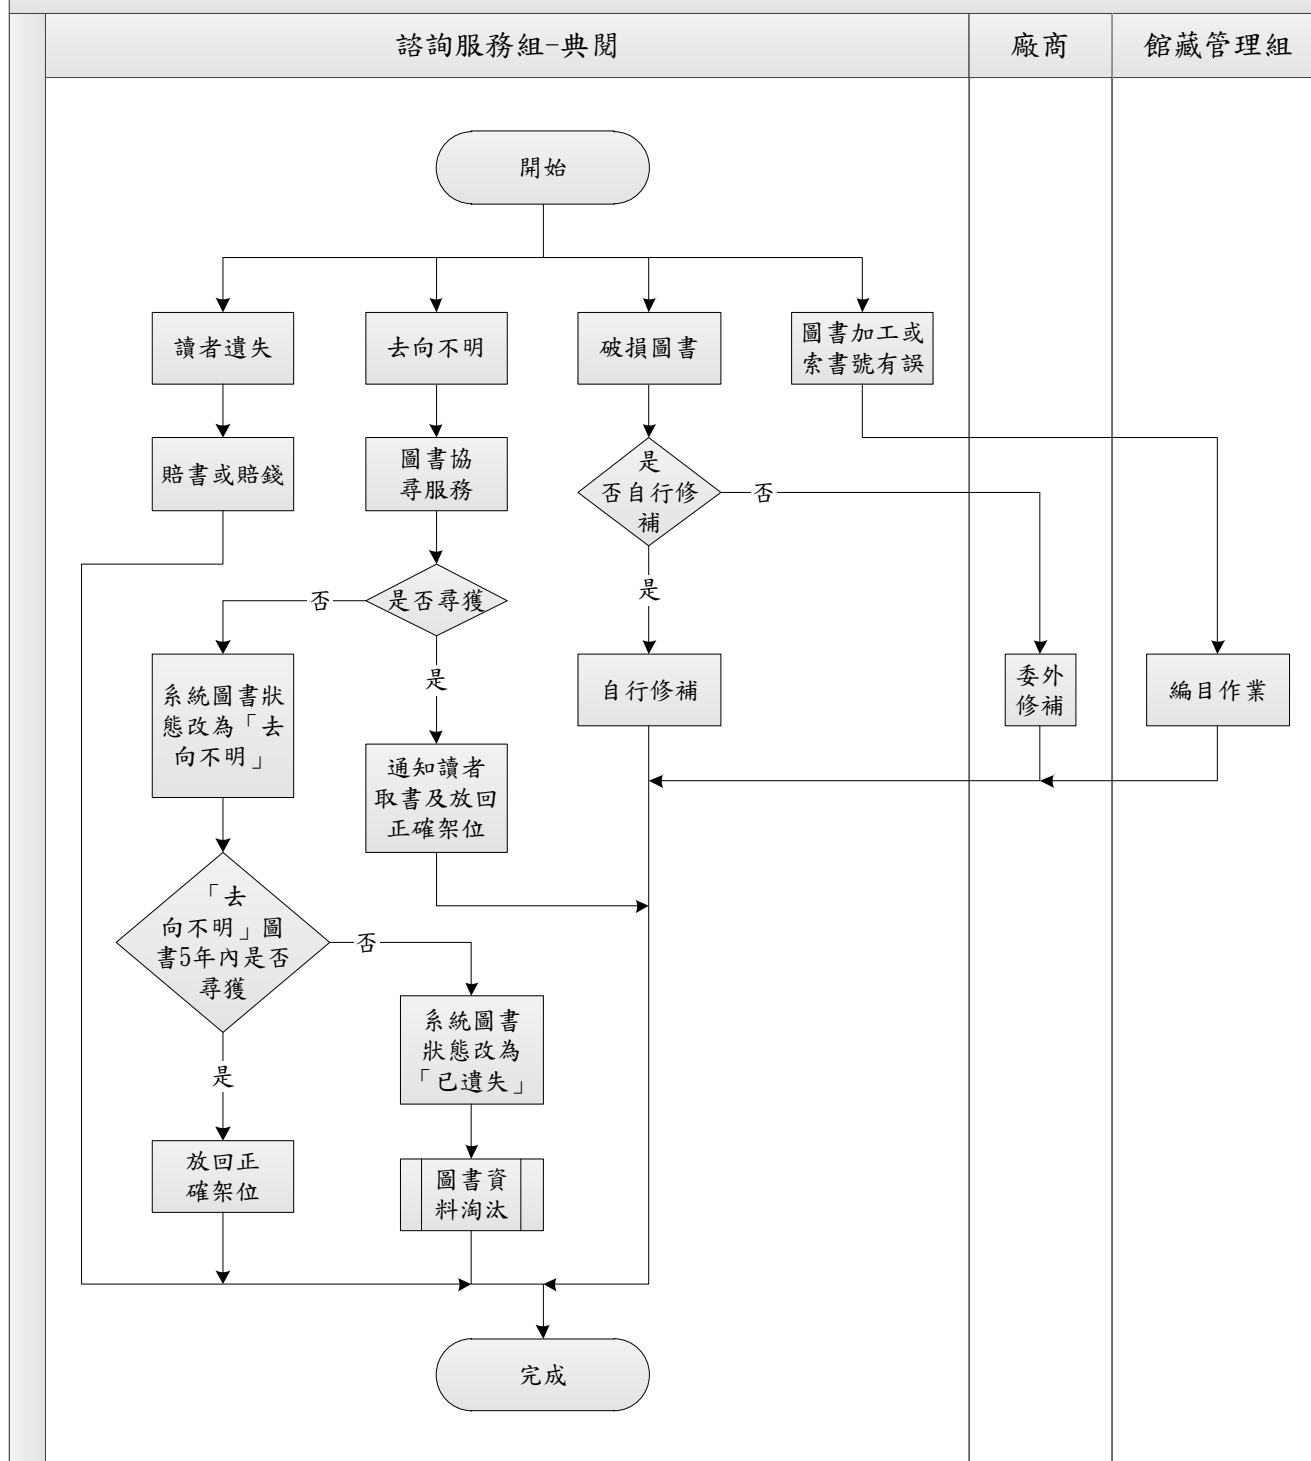 諮詢服務組-典閱
廠商
館藏管理組
開始
讀者遺失
去向不明
破損圖書
圖書加工或
索書號有誤
賠書或賠錢
圖書協
尋服務
是
否自行修
補
否
是
是否尋獲
否
是
系統圖書狀
態改為「去
向不明」
自行修補
委外
修補
編目作業
通知讀者
取書及放回
正確架位
「去
向不明」圖
書5年內是否
尋獲
否
是
系統圖書
狀態改為
「已遺失」
放回正
確架位
圖書資
料淘汰
完成